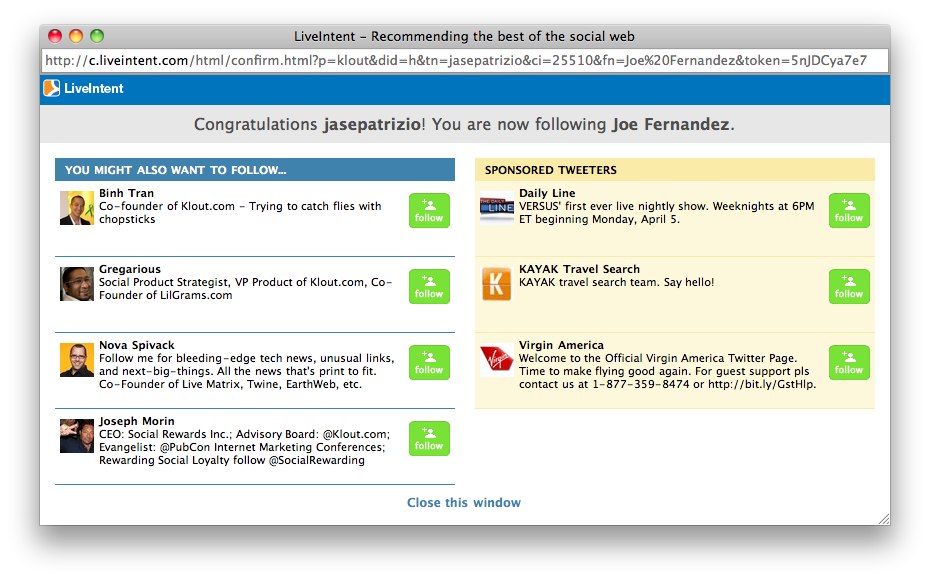 LiveIntent – Recommending the best of the social web
http://c.liveintent.com/html/confirm.html?p=klout&did=h&tn=jasepatrizio&ci=25510&fn=Joe%20Fernandez&token=5nJDCya7e7
LiveIntent
Congratulations jasepatrizio! You are now following Joe Fernandez.
YOU MIGHT ALSO WANT TO FOLLOW...
Binh Tran
Co-founder of Klout.com - Trying to catch flies with
chopsticks
follow
Gregarious
Social Product Strategist, VP Product of Klout.com, Co-
Founder of LilGrams.com
follow
Nova Spivack
Follow me for bleeding-edge tech news, unusual links,
and next-big-things. All the news that's print to fit.
Co-Founder of Live Matrix, Twine, EarthWeb, etc.
follow
Joseph Morin
CEO: Social Rewards Inc.; Advisory Board: @Klout.com;
Evangelist: @PubCon Internet Marketing Conferences;
Rewarding Social Loyalty follow @SocialRewarding
follow
SPONSORED TWEETERS
THE DAILY
LINE
Daily Line
VERSUS' first ever live nightly show. Weeknights at 6PM
ET beginning Monday, April 5.
follow
K
KAYAK Travel Search
KAYAK travel search team. Say hello!
follow
Virgin America
Welcome to the Official Virgin America Twitter Page.
Time to make flying good again. For guest support pls
contact us at 1-877-359-8474 or http://bit.ly/GstHlp.
follow
Close this window